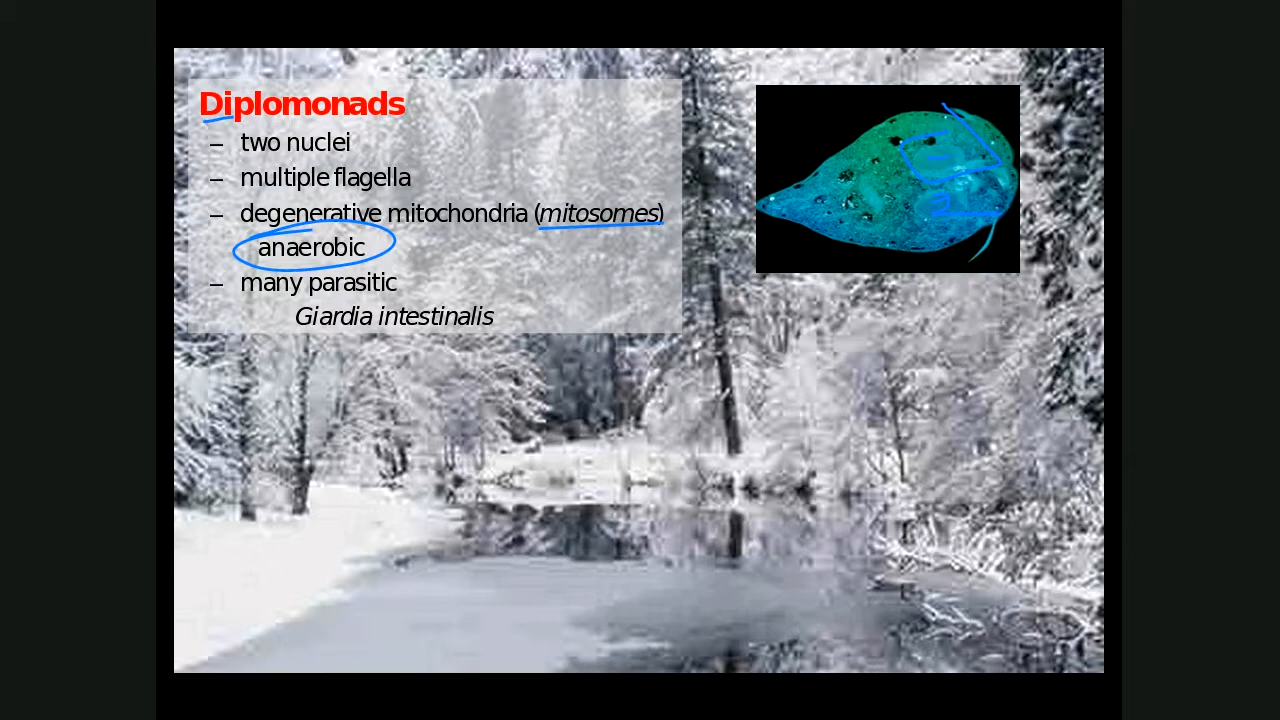 Diplomonads
– two nuclei
– multiple flagella
– degenerative mitochondria (mitosomes)
anaerobic
– many parasitic
Giardia intestinalis